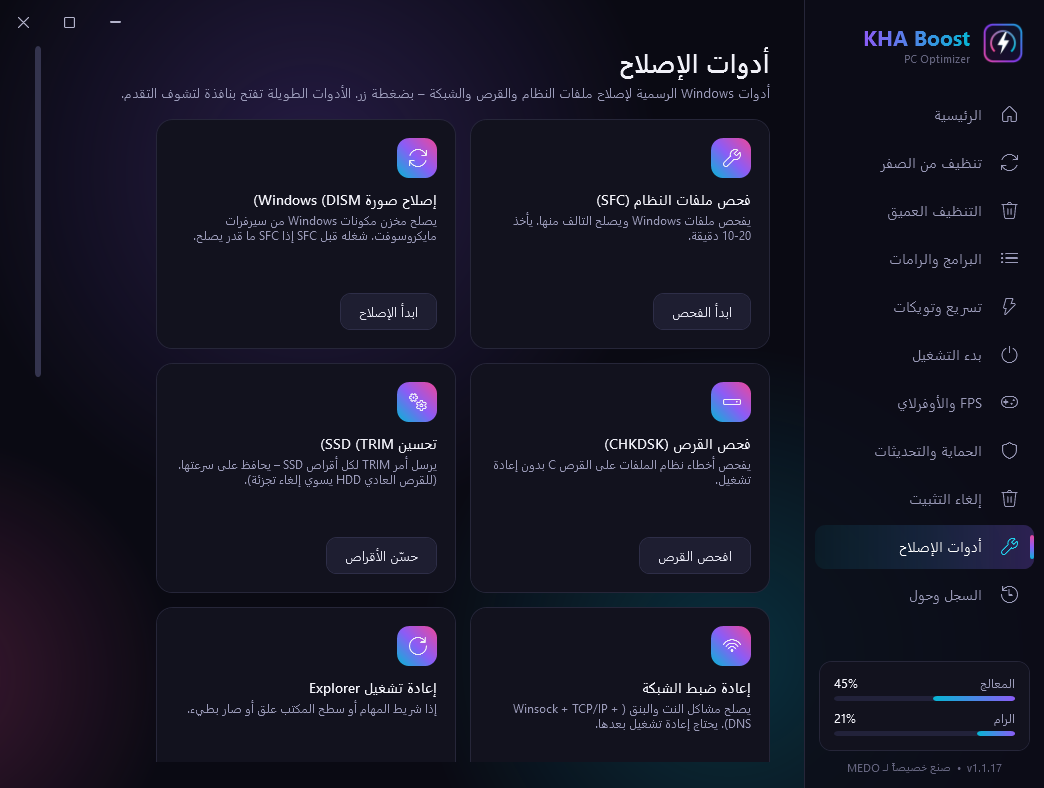 KHA Boost
PC Optimizer
الرئيسية
تنظيف من الصفر
التنظيف العميق
البرامج والرامات
تسريع وتويكات
بدء التشغيل
FPS والأوفرلاي
الحماية والتحديثات
إلغاء التثبيت
أدوات الإصلاح
السجل وحول
المعالج 45%
الرام 21%
صنع خصيصاً لـ MEDO • v1.1.17
أدوات الإصلاح
أدوات Windows الرسمية لإصلاح ملفات النظام والقرص والشبكة – بضغطة زر. الأدوات الطويلة تفتح بنافذة لتشوف التقدم.
فحص ملفات النظام (SFC)
يفحص ملفات Windows ويصلح التالف منها. يأخذ
10-20 دقيقة.
ابدأ الفحص
إصلاح صورة Windows (DISM)
يصلح مخزن مكونات Windows من سيرفرات
مايكروسوفت. شغله قبل SFC إذا SFC ما قدر يصلح.
ابدأ الإصلاح
فحص القرص (CHKDSK)
يفحص أخطاء نظام الملفات على القرص C بدون إعادة
تشغيل.
افحص القرص
تحسين SSD (TRIM)
يرسل أمر TRIM لكل أقراص SSD – يحافظ على سرعتها.
(للقرص العادي HDD يسوي إلغاء تجزئة).
حسّن الأقراص
إعادة ضبط الشبكة
يصلح مشاكل النت والبنق (Winsock + TCP/IP +
DNS). يحتاج إعادة تشغيل بعدها.
إعادة تشغيل Explorer
إذا شريط المهام أو سطح المكتب علق أو صار بطيء.